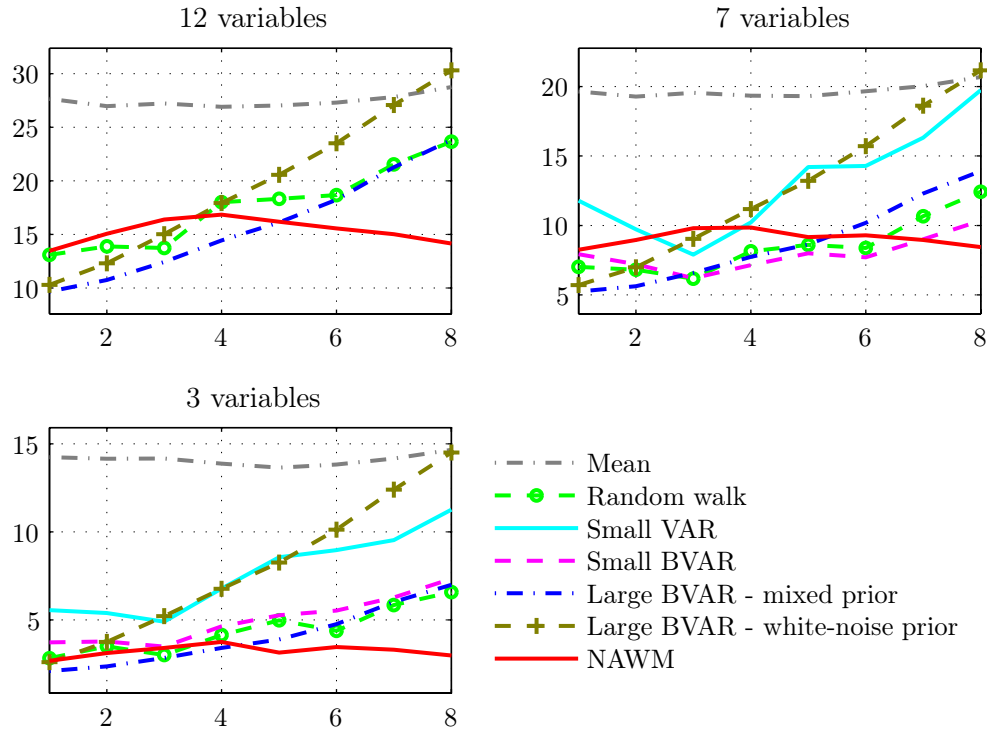 12 variables
30
25
20
15
10
2 4 6 8
7 variables
20
15
10
5
2 4 6 8
3 variables
15
10
5
2 4 6 8
Mean
Random walk
Small VAR
Small BVAR
Large BVAR - mixed prior
Large BVAR - white-noise prior
NAWM